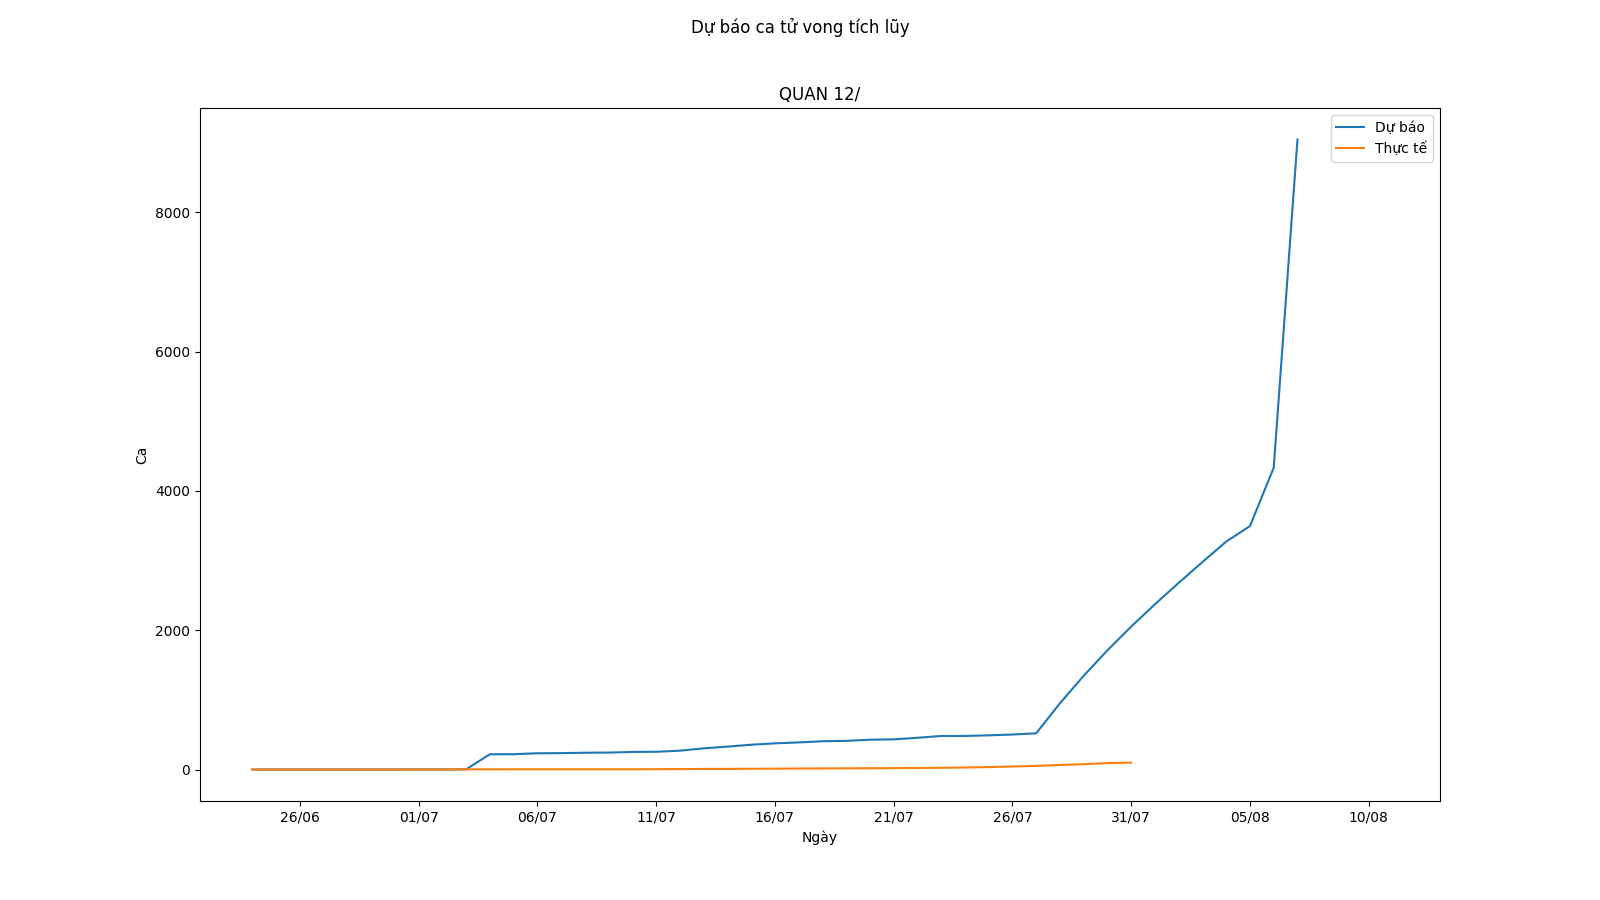 Dự báo ca tử vong tích lũy
QUAN 12/
Dự báo
Thực tế
8000
6000
4000
2000
0
Ca
26/06 01/07 06/07 11/07 16/07 21/07 26/07 31/07 05/08 10/08
Ngày